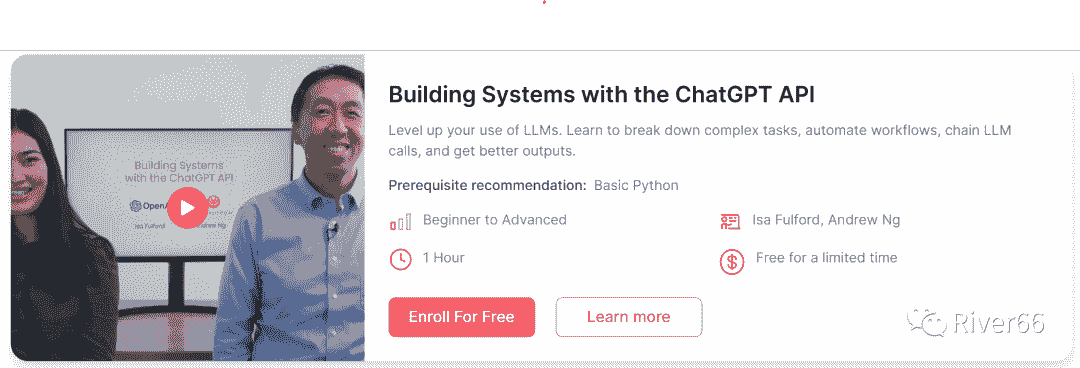 Building Systems
with the ChatGPT API
OpenA
Isa Fulford
Andrew Ng
Building Systems with the ChatGPT API
Level up your use of LLMs. Learn to break down complex tasks, automate workflows, chain LLM
calls, and get better outputs.
Prerequisite recommendation: Basic Python
Beginner to Advanced
Isa Fulford, Andrew Ng
1 Hour
Free for a limited time
Enroll For Free
Learn more
River66